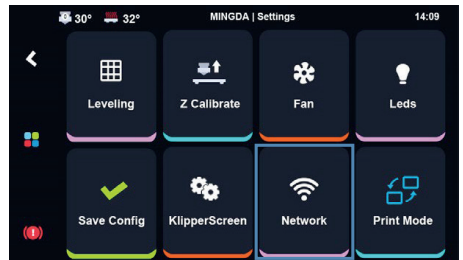 30° 32° MINGDA | Settings 14:09
Leveling Z Calibrate Fan Leds
Save Config KlipperScreen Network Print Mode